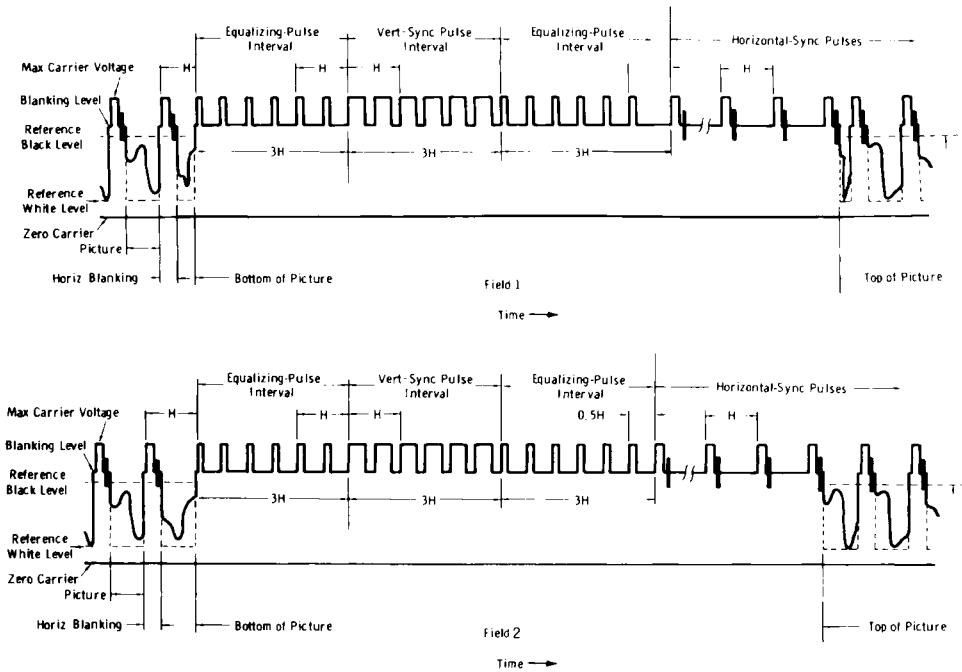 Equalizing-Pulse
Interval
Vert-Sync Pulse
Interval
Equalizing-Pulse
Interval
Horizontal-Sync Pulses
Max Carrier Voltage
H
H
H
H
Blanking Level
Reference
Black Level
3H
3H
3H
Reference
White Level
Zero Carrier
Picture
Horiz Blanking
Bottom of Picture
Field 1
Top of Picture
Time
Equalizing-Pulse
Interval
Vert-Sync Pulse
Interval
Equalizing-Pulse
Interval
Horizontal-Sync Pulses
Max Carrier Voltage
H
H
H
0.5H
H
Blanking Level
Reference
Black Level
3H
3H
3H
Reference
White Level
Zero Carrier
Picture
Horiz Blanking
Bottom of Picture
Field 2
Top of Picture
Time